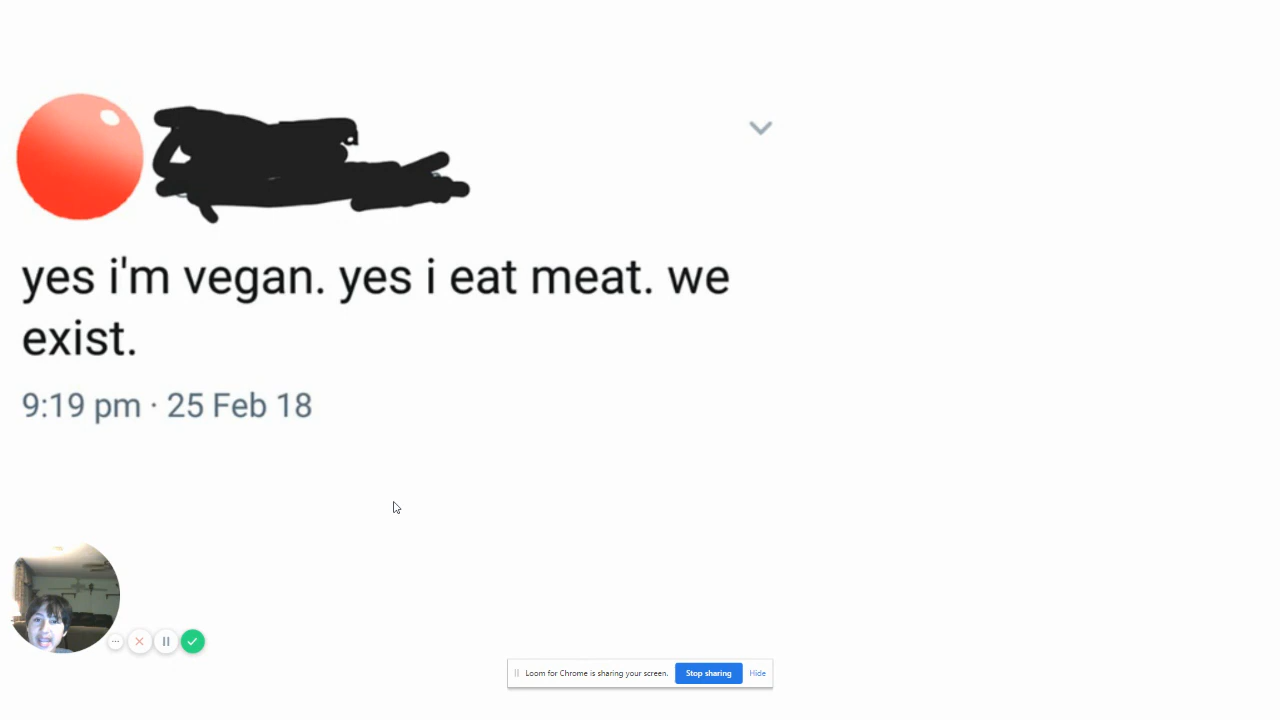 yes i'm vegan. yes i eat meat. we
exist.
9:19 pm · 25 Feb 18
Loom for Chrome is sharing your screen. Stop sharing Hide